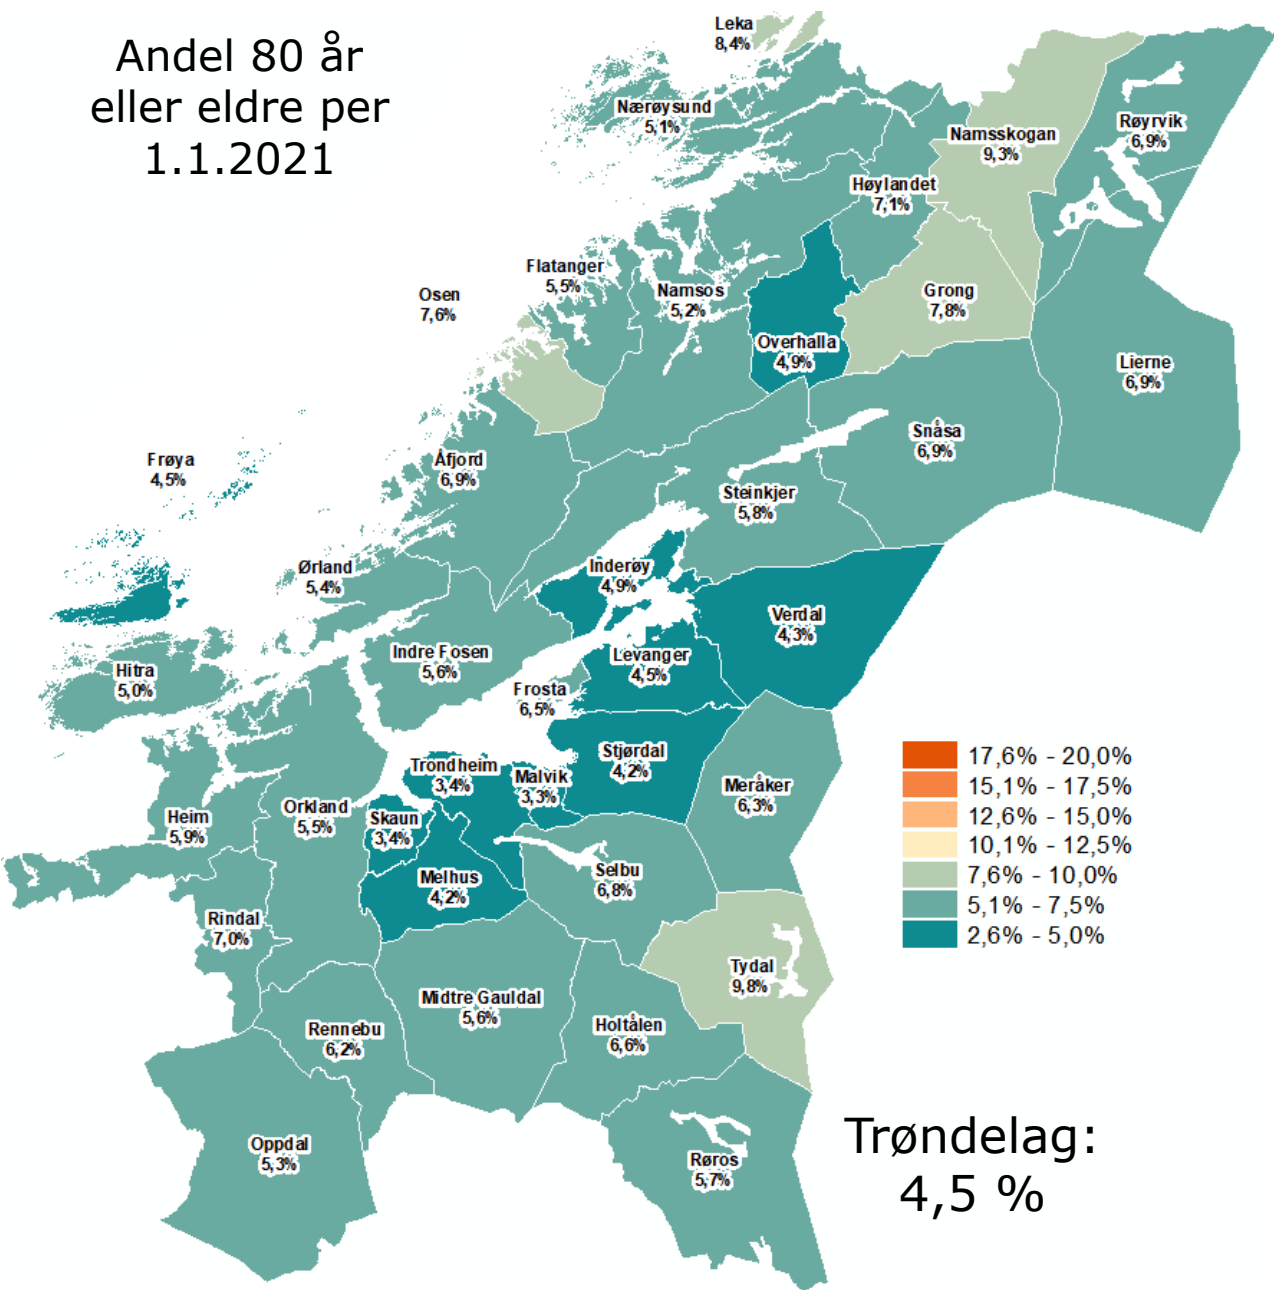 Andel 80 år
eller eldre per
1.1.2021
Leka
8,4%
Nærøysund
5,1%
Namsskogan
9,3%
Røyrvik
6,9%
Høylandet
7,1%
Flatanger
5,5%
Osen
7,6%
Namsos
5,2%
Grong
7,8%
Overhalla
4,9%
Lierne
6,9%
Snåsa
6,9%
Frøya
4,5%
Åfjord
6,9%
Steinkjer
5,8%
Ørland
5,4%
Inderøy
4,9%
Verdal
4,3%
Indre Fosen
5,6%
Levanger
4,5%
Hitra
5,0%
Frosta
6,5%
Stjørdal
4,2%
Trondheim
3,4%
Malvik
3,3%
Meråker
6,3%
Orkland
5,5%
Skaun
3,4%
Heim
5,9%
Selbu
6,8%
Melhus
4,2%
Rindal
7,0%
Tydal
9,8%
Midtre Gauldal
5,6%
Holtålen
6,6%
Rennebu
6,2%
Oppdal
5,3%
Røros
5,7%
17,6% - 20,0%
15,1% - 17,5%
12,6% - 15,0%
10,1% - 12,5%
7,6% - 10,0%
5,1% - 7,5%
2,6% - 5,0%
Trøndelag:
4,5 %